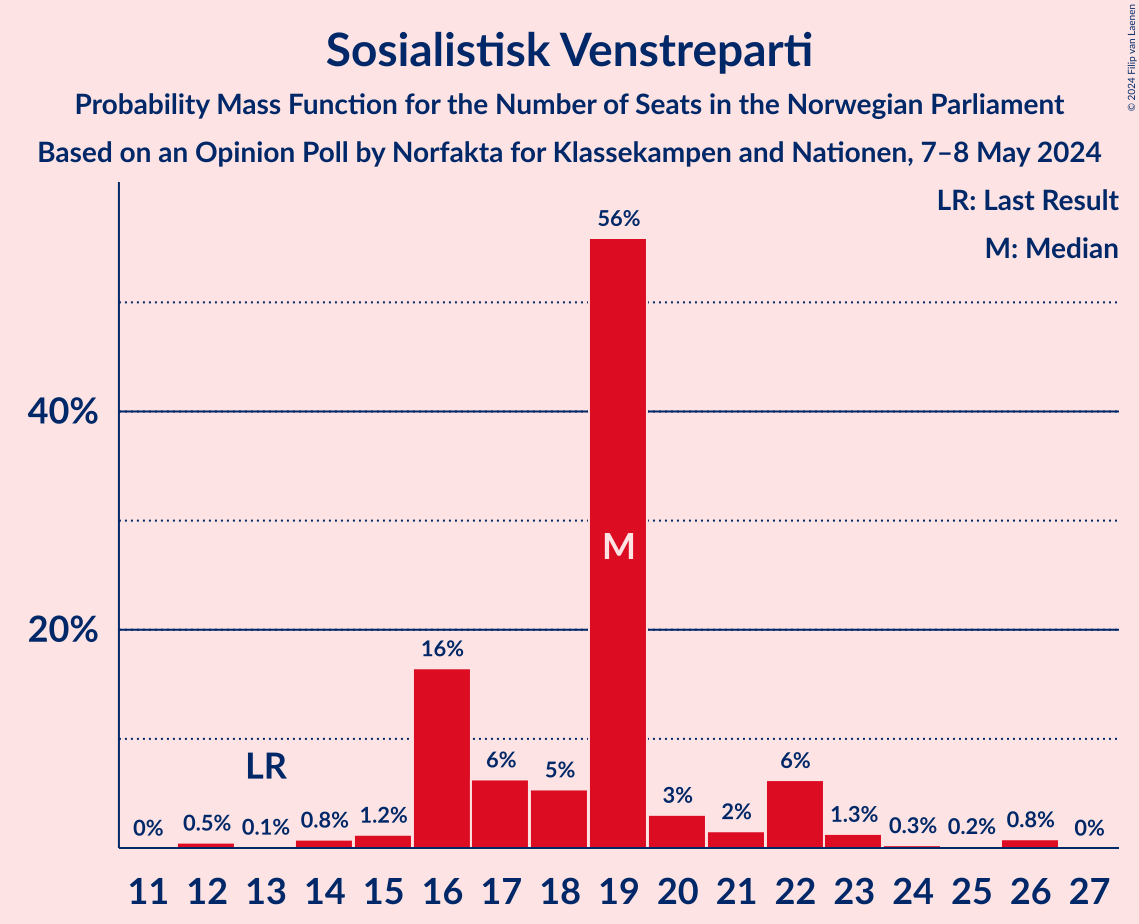 Sosialistisk Venstreparti
Probability Mass Function for the Number of Seats in the Norwegian Parliament
Based on an Opinion Poll by Norfakta for Klassekampen and Nationen, 7–8 May 2024
© 2024 Filip van Laenen
LR: Last Result
M: Median
56%
40%
M
20%
16%
LR
6%
5%
6%
3%
2%
0%
0.5%
0.1%
0.8%
1.2%
1.3%
0.3%
0.2%
0.8%
0%
11 12 13 14 15 16 17 18 19 20 21 22 23 24 25 26 27